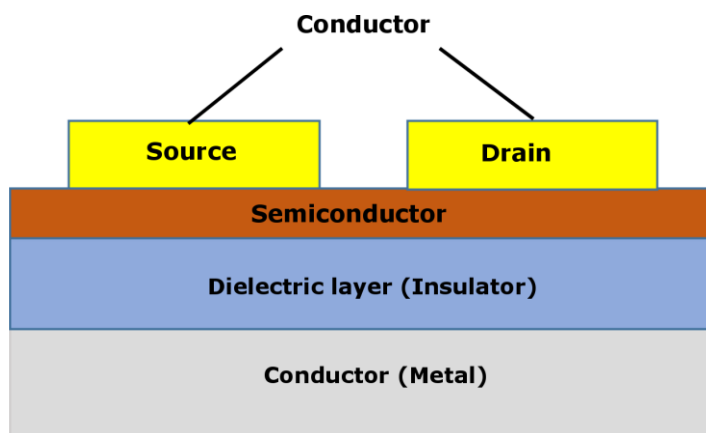 Conductor
Source
Drain
Semiconductor
Dielectric layer (Insulator)
Conductor (Metal)